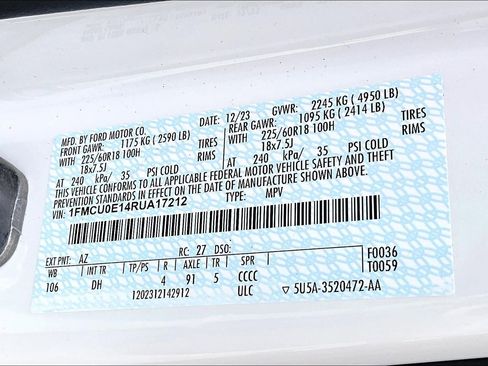 MFD. BY FORD MOTOR CO. DATE: 12/23 GVWR: 2245 KG ( 4950 LB)
FRONT GAWR: 1175 KG ( 2590 LB) REAR GAWR: 1095 KG ( 2414 LB)
WITH 225/60R18 100H TIRES WITH 225/60R18 100H TIRES
18x7.5J RIMS 18x7.5J RIMS
AT 240 kPa/ 35 PSI COLD AT 240 kPa/ 35 PSI COLD
THIS VEHICLE CONFORMS TO ALL APPLICABLE FEDERAL MOTOR VEHICLE SAFETY AND THEFT
PREVENTION STANDARDS IN EFFECT ON THE DATE OF MANUFACTURE SHOWN ABOVE.
VIN: 1FMCU0E14RUA17212 TYPE: MPV
EXT PNT: AZ RC: 27 DSO: F0036
WB INT TR TP/PS R AXLE TR SPR T0059
106 DH 4 91 5 CCCC
1202312142912 ULC ▽ 5U5A-3520472-AA